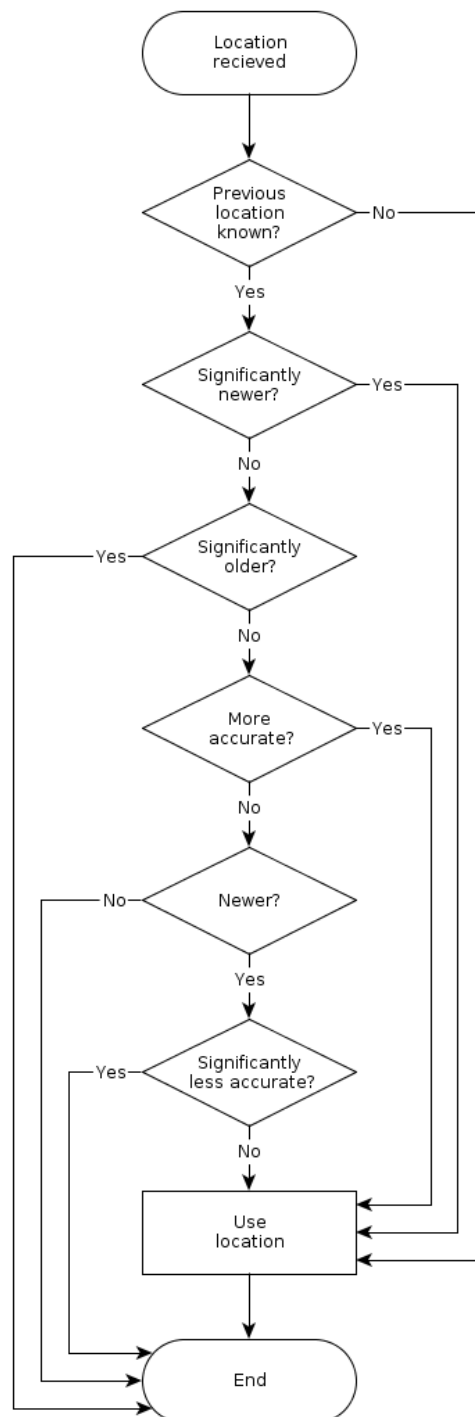 Location
recieved
Previous
location
known?
No
Yes
Significantly
newer?
Yes
No
Yes
Significantly
older?
No
More
accurate?
Yes
No
No
Newer?
Yes
Yes
Significantly
less accurate?
No
Use
location
End